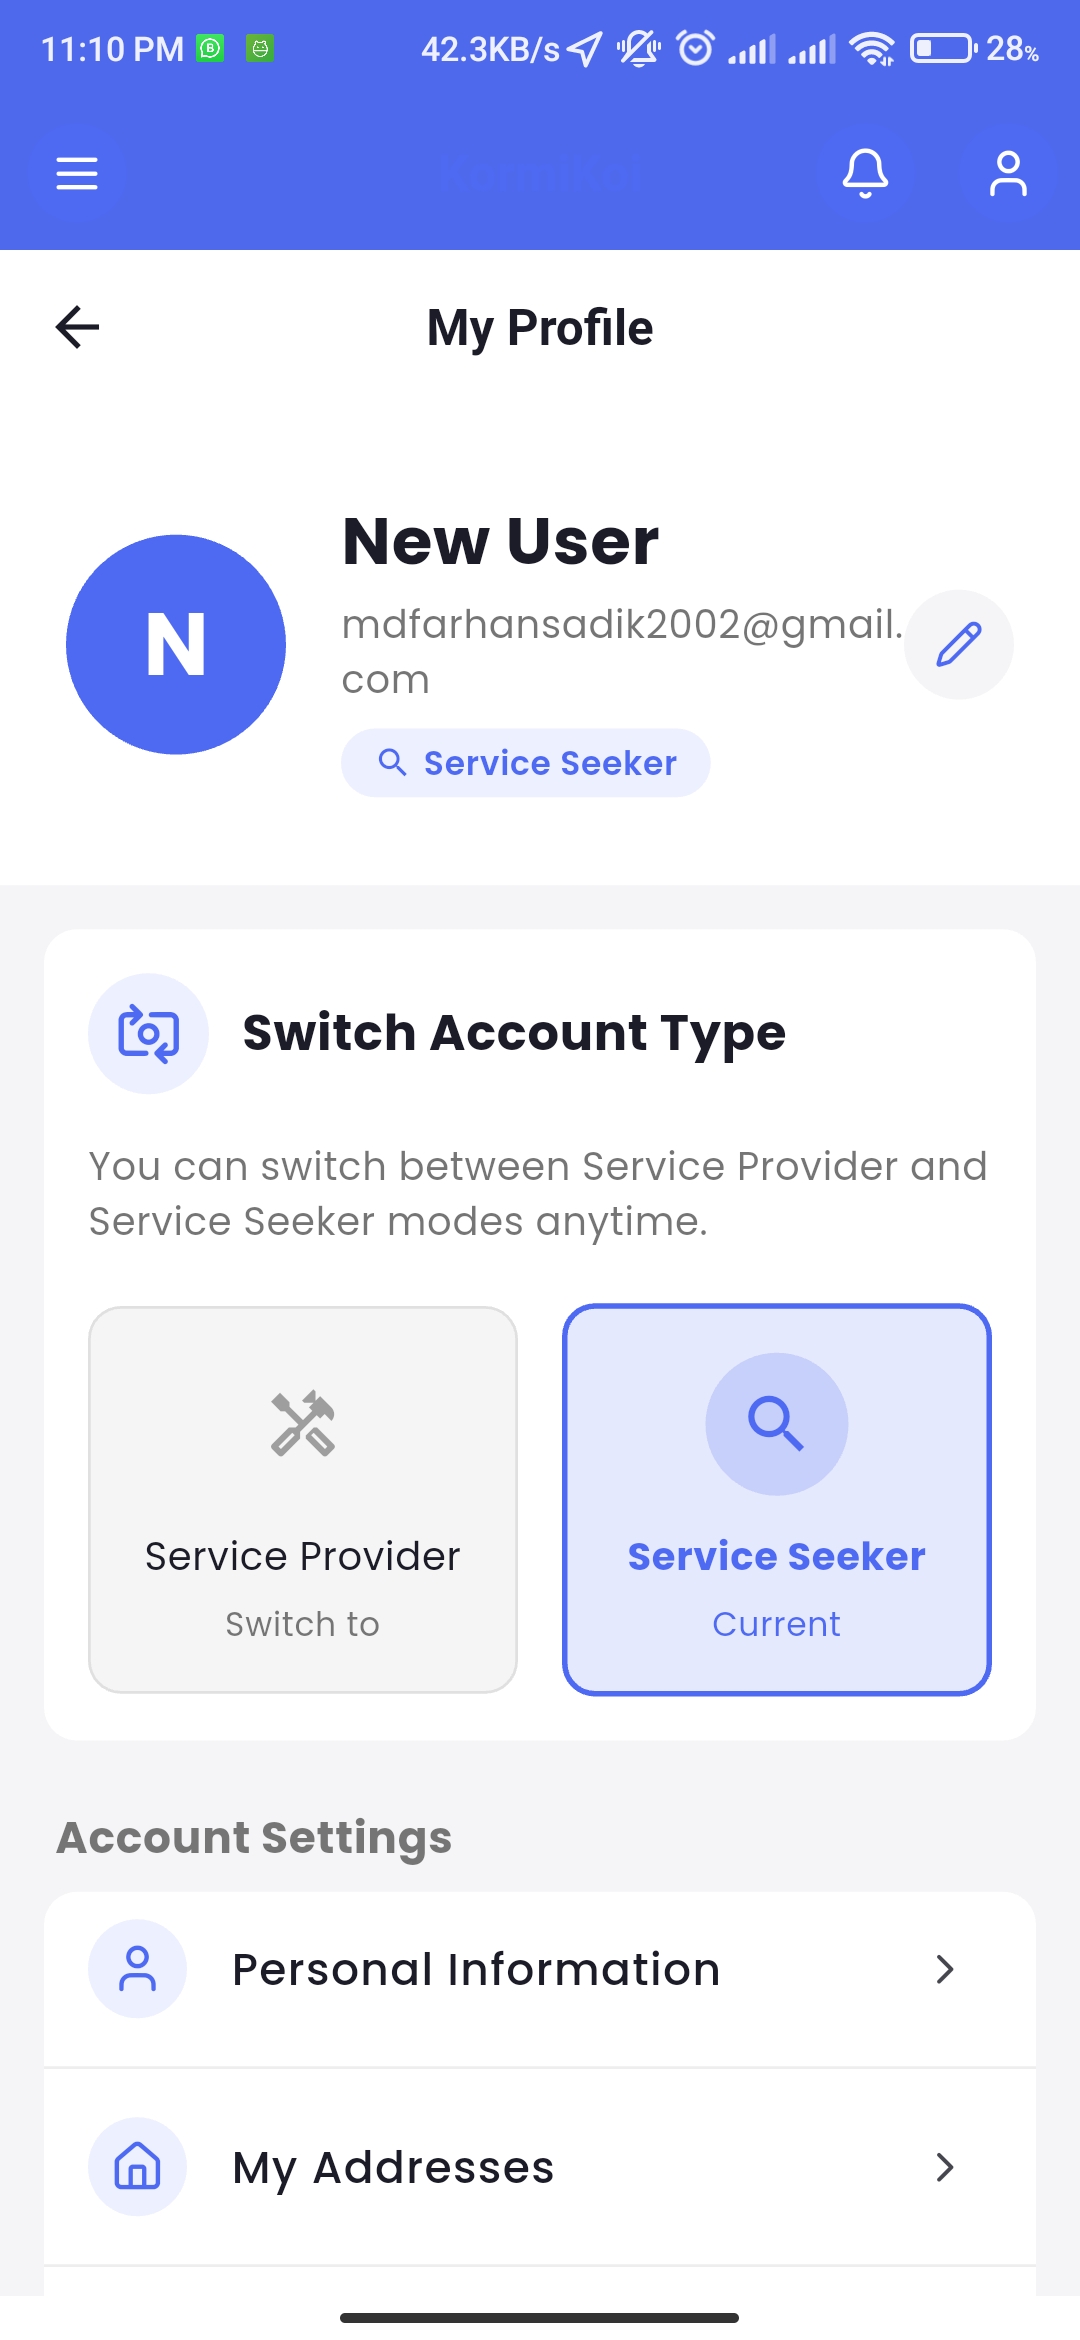 11:10 PM 42.3KB/s 28%
My Profile
N
New User
mdfarhansadik2002@gmail.
com
Service Seeker
Switch Account Type
You can switch between Service Provider and
Service Seeker modes anytime.
Service Provider
Switch to
Service Seeker
Current
Account Settings
Personal Information
My Addresses